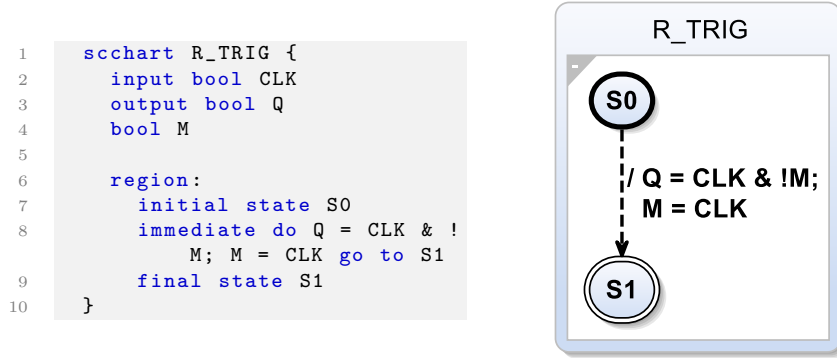 1 scchart R_TRIG {
2 input bool CLK
3 output bool Q
4 bool M
5
6 region:
7 initial state S0
8 immediate do Q = CLK & !
M; M = CLK go to S1
9 final state S1
10 }
R_TRIG
-
S0
/ Q = CLK & !M;
M = CLK
S1